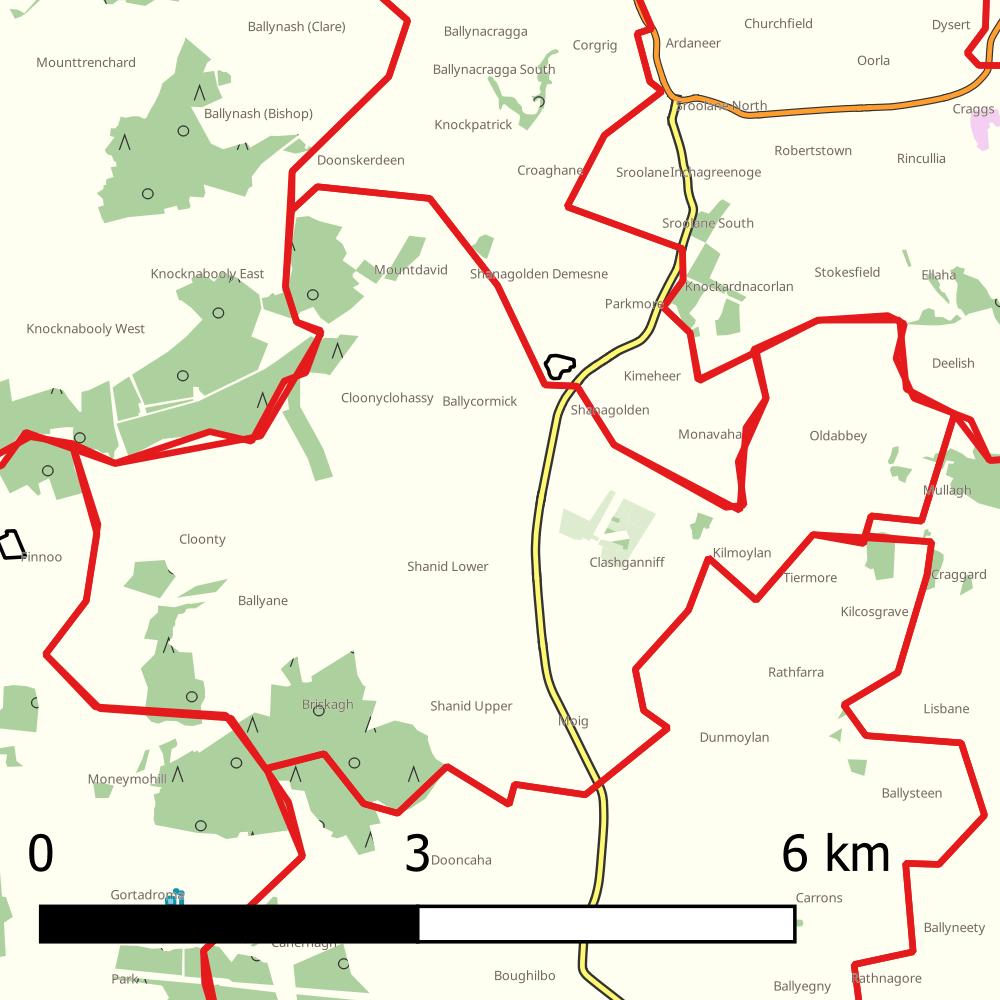 Ballynash (Clare)
Ballynacragga
Churchfield
Dysert
Corgrig
Ardaneer
Mounttrenchard
Ballynacragga South
Oorla
Ballynash (Bishop)
Sroolane North
Craggs
Knockpatrick
Robertstown
Rincullia
Doonskerdeen
Croaghane
Sroolane
Inchagreenoge
Sroolane South
Knocknabooly East
Mountdavid
Shanagolden Demesne
Stokesfield
Ellaha
Knockardnacorlan
Parkmore
Knocknabooly West
Deelish
Kimeheer
Cloonyclohassy
Ballycormick
Shanagolden
Monavaha
Oldabbey
Mullagh
Cloonty
Finnoo
Shanid Lower
Clashganniff
Kilmoylan
Tiermore
Craggard
Ballyane
Kilcosgrave
Rathfarra
Briskagh
Shanid Upper
Moig
Lisbane
Dunmoylan
Moneymohill
Ballysteen
0
3
6 km
Dooncaha
Gortadroma
Carrons
Ballyneety
Park
Boughilbo
Rathnagore
Ballyegny